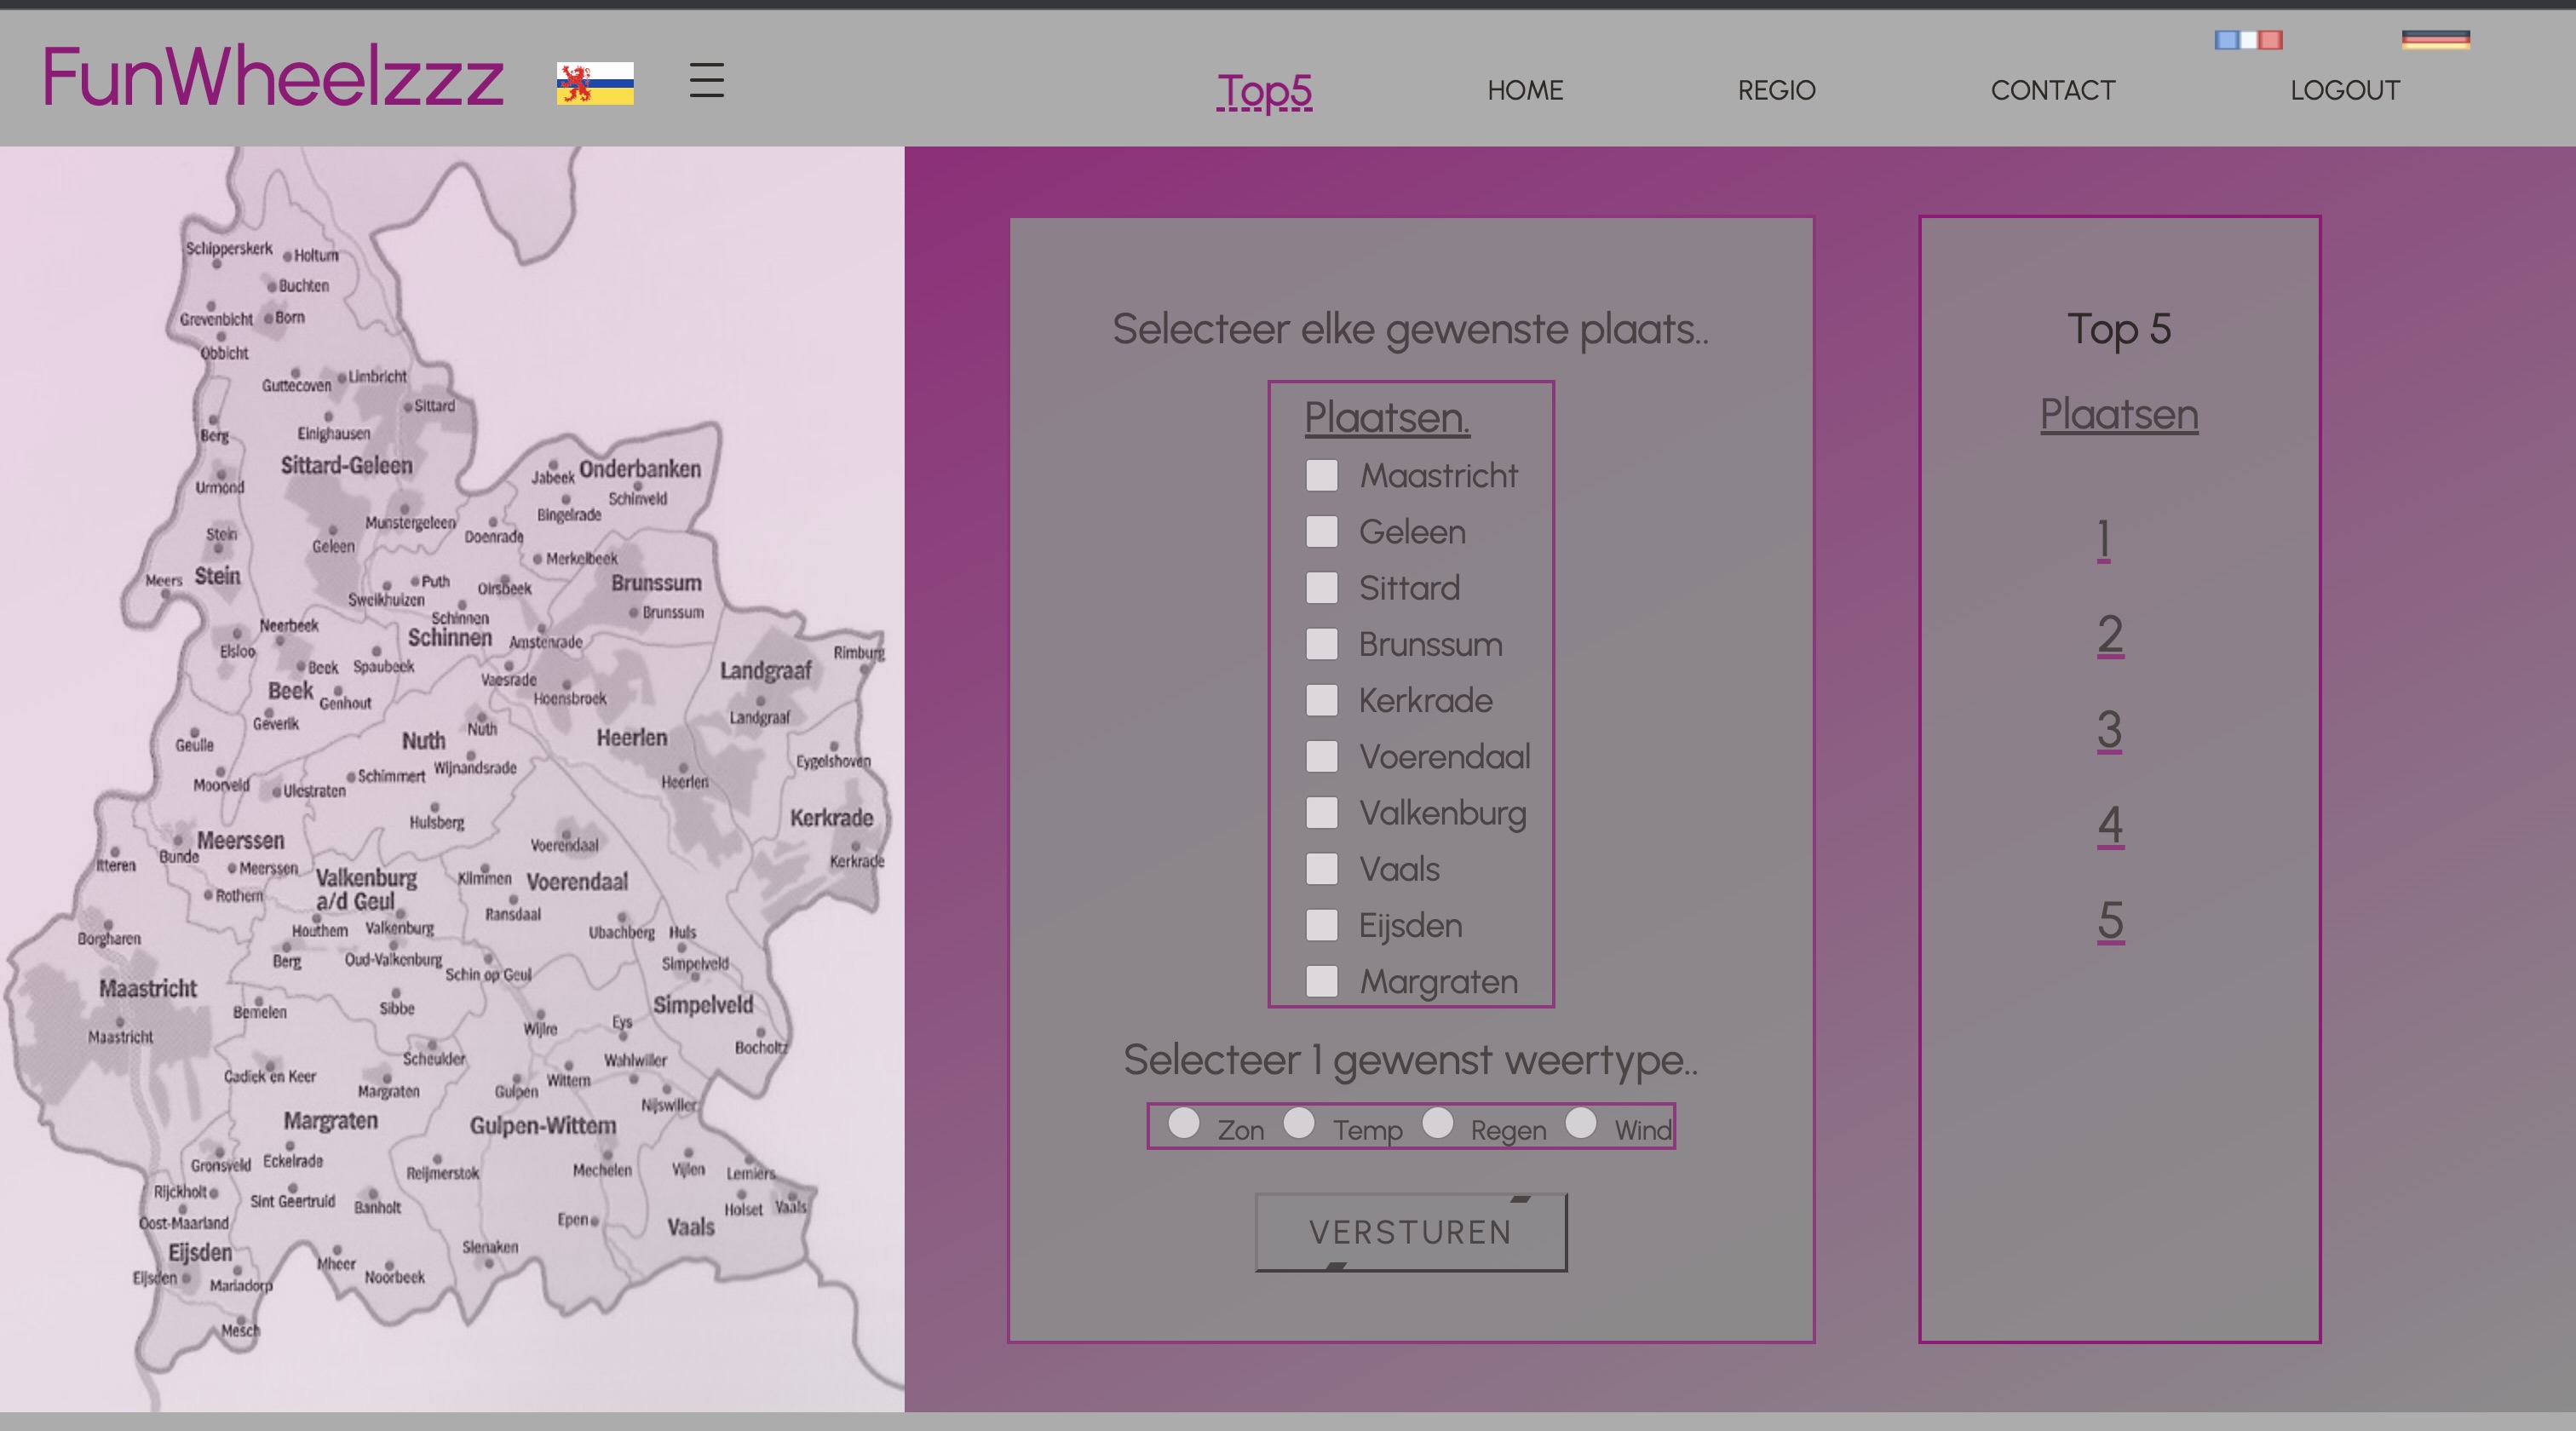 FunWheelzzz
Top5 HOME REGIO CONTACT LOGOUT
Schipperskerk
Holtum
Buchten
Grevenbicht
Born
Obbicht
Guttecoven
Limbricht
Sittard
Berg
Einighausen
Sittard-Geleen
Urmond
Jabeek
Onderbanken
Schinveld
Bingelrade
Munstergeleen
Stein
Geleen
Doenrade
Merkelbeek
Meers
Stein
Puth
Oirsbeek
Brunssum
Sweikhuizen
Schinnen
Brunssum
Neerbeek
Schinnen
Amstenrade
Elsloo
Beek
Spaubeek
Rimburg
Vaesrade
Landgraaf
Beek
Genhout
Hoensbroek
Geverik
Landgraaf
Nuth
Nuth
Heerlen
Geulle
Eygelshoven
Wijnandsrade
Schimmert
Moorveld
Ulestraten
Heerlen
Hulsberg
Kerkrade
Meerssen
Voerendaal
Bunde
Itteren
Kerkrade
Meerssen
Valkenburg
a/d Geul
Klimmen
Voerendaal
Rothem
Ransdaal
Houthem
Valkenburg
Ubachberg
Huls
Borgharen
Berg
Oud-Valkenburg
Schin op Geul
Simpelveld
Maastricht
Simpelveld
Bemelen
Sibbe
Wijlre
Eys
Maastricht
Bocholtz
Scheulder
Wahlwiller
Cadiek en Keer
Margraten
Gulpen
Wittem
Nijswiller
Margraten
Gulpen-Wittem
Gronsveld
Eckelrade
Reijmerstok
Mechelen
Vijlen
Lemiers
Rijckholt
Sint Geertruid
Banholt
Holset
Vaals
Oost-Maarland
Epen
Vaals
Eijsden
Slenaken
Mheer
Noorbeek
Eijsden
Mariadorp
Mesch
Selecteer elke gewenste plaats..
Plaatsen.
Maastricht
Geleen
Sittard
Brunssum
Kerkrade
Voerendaal
Valkenburg
Vaals
Eijsden
Margraten
Selecteer 1 gewenst weertype..
Zon Temp Regen Wind
VERSTUREN
Top 5
Plaatsen
1
2
3
4
5